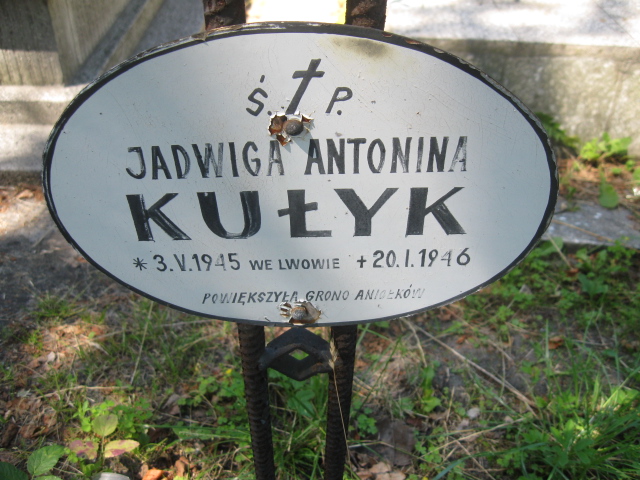 Ś. P.
JADWIGA ANTONINA
KUŁYK
* 3.V.1945 WE LWOWIE + 20.I.1946
POWIĘKSZYŁA GRONO ANIOŁKÓW